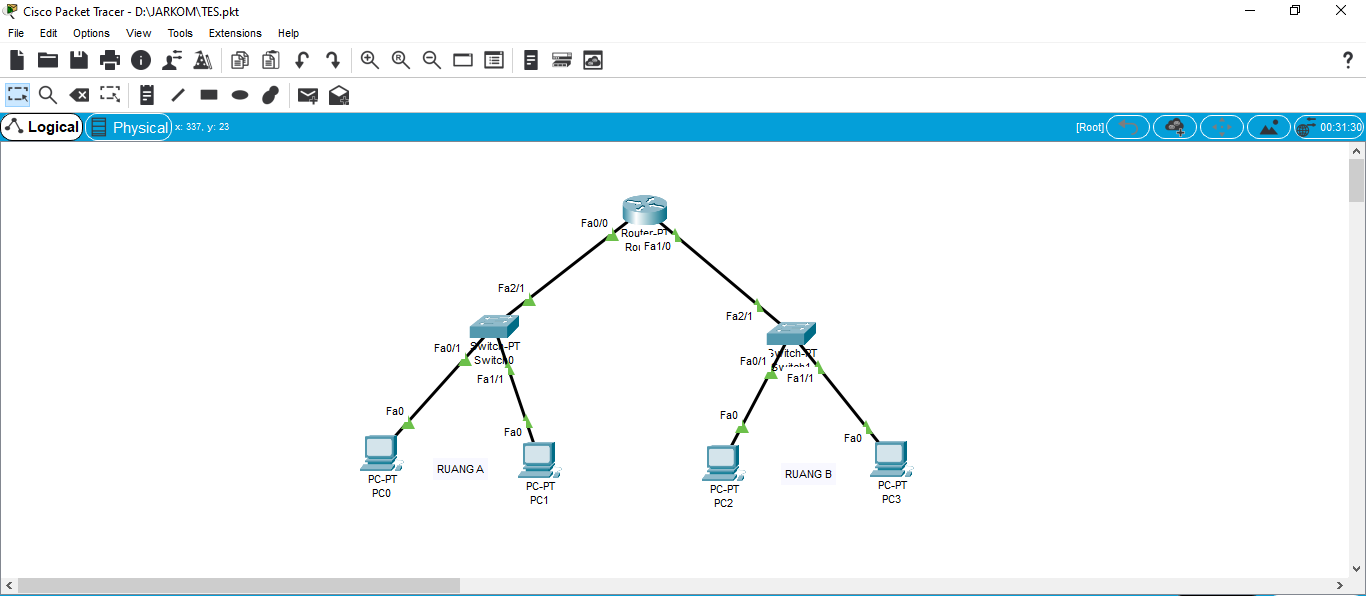 Cisco Packet Tracer - D:\JARKOM\TES.pkt
File Edit Options View Tools Extensions Help
Logical Physical x: 337, y: 23 [Root] 00:31:30
Fa0/0
Router-PT
Fa1/0
Fa2/1
Fa2/1
Fa0/1
Switch-PT
Switch0
Fa1/1
Switch-PT
Fa0/1
Switch1
Fa1/1
Fa0
Fa0
Fa0
Fa0
RUANG A
RUANG B
PC-PT
PC0
PC-PT
PC1
PC-PT
PC2
PC-PT
PC3